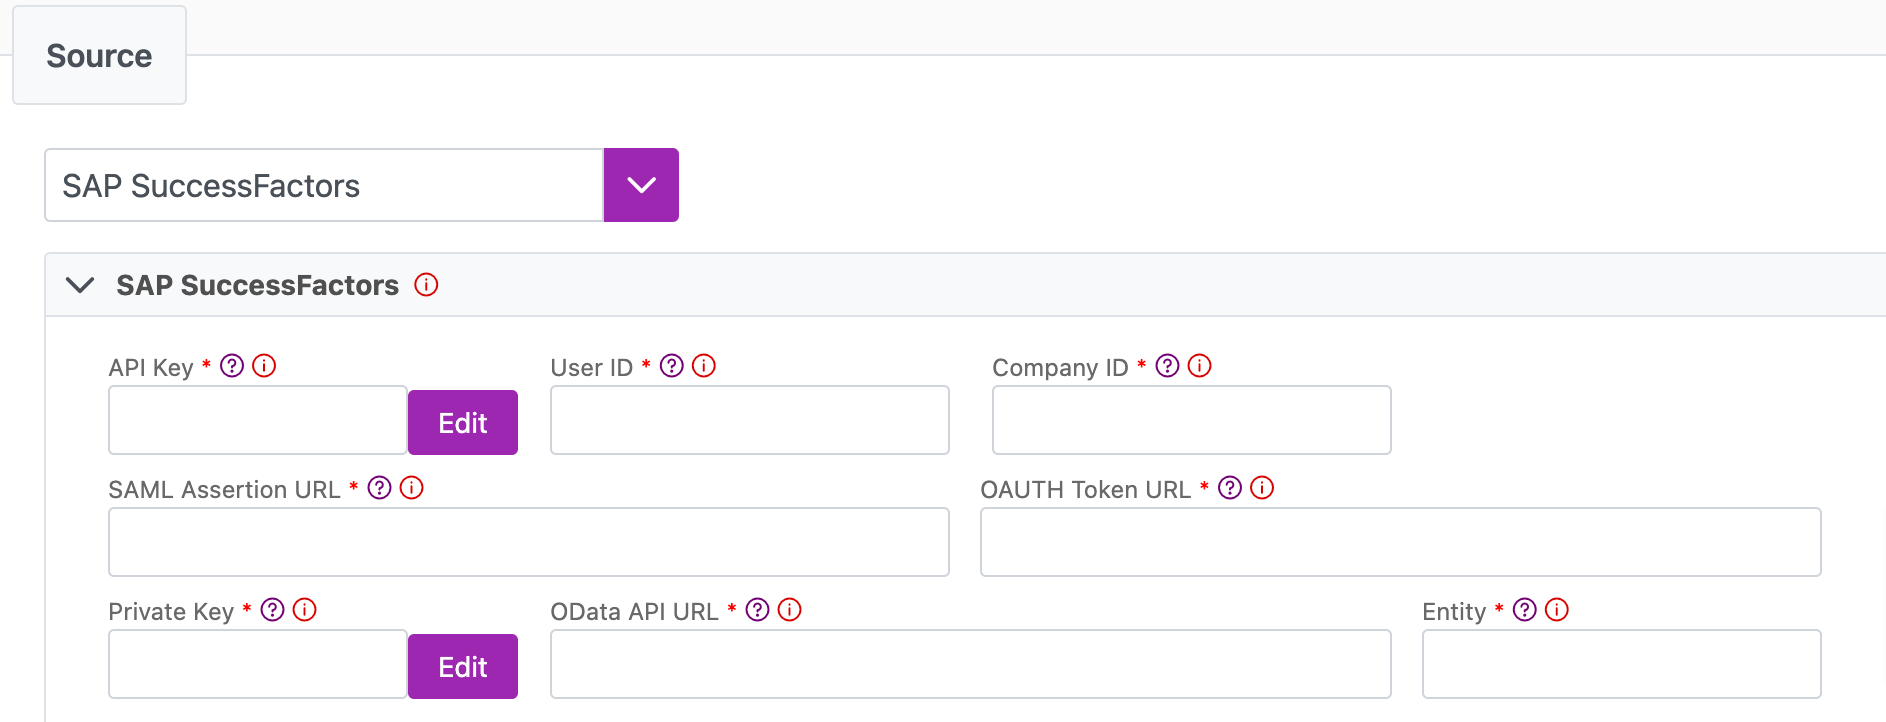 Source
SAP SuccessFactors
SAP SuccessFactors
API Key * User ID * Company ID *
Edit
SAML Assertion URL * OAUTH Token URL *
Private Key * OData API URL * Entity *
Edit